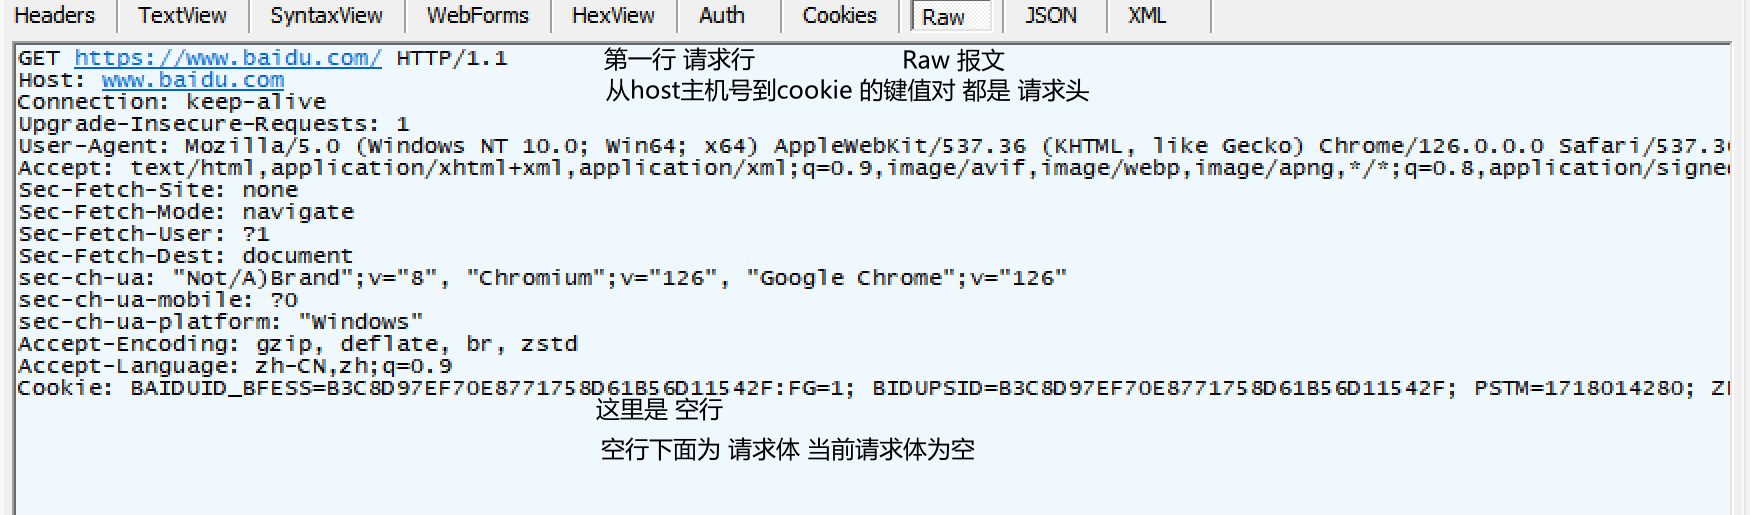 Headers TextView SyntaxView WebForms HexView Auth Cookies Raw JSON XML
GET https://www.baidu.com/ HTTP/1.1 第一行 请求行 Raw 报文
Host: www.baidu.com
从host主机号到cookie 的键值对 都是 请求头
Connection: keep-alive
Upgrade-Insecure-Requests: 1
User-Agent: Mozilla/5.0 (Windows NT 10.0; Win64; x64) AppleWebKit/537.36 (KHTML, like Gecko) Chrome/126.0.0.0 Safari/537.3
Accept: text/html,application/xhtml+xml,application/xml;q=0.9,image/avif,image/webp,image/apng,*/*;q=0.8,application/signe
Sec-Fetch-Site: none
Sec-Fetch-Mode: navigate
Sec-Fetch-User: ?1
Sec-Fetch-Dest: document
sec-ch-ua: "Not/A)Brand";v="8", "Chromium";v="126", "Google Chrome";v="126"
sec-ch-ua-mobile: ?0
sec-ch-ua-platform: "Windows"
Accept-Encoding: gzip, deflate, br, zstd
Accept-Language: zh-CN,zh;q=0.9
Cookie: BAIDUID_BFESS=B3C8D97EF70E8771758D61B56D11542F:FG=1; BIDUPSID=B3C8D97EF70E8771758D61B56D11542F; PSTM=1718014280; Z
这里是 空行
空行下面为 请求体 当前请求体为空